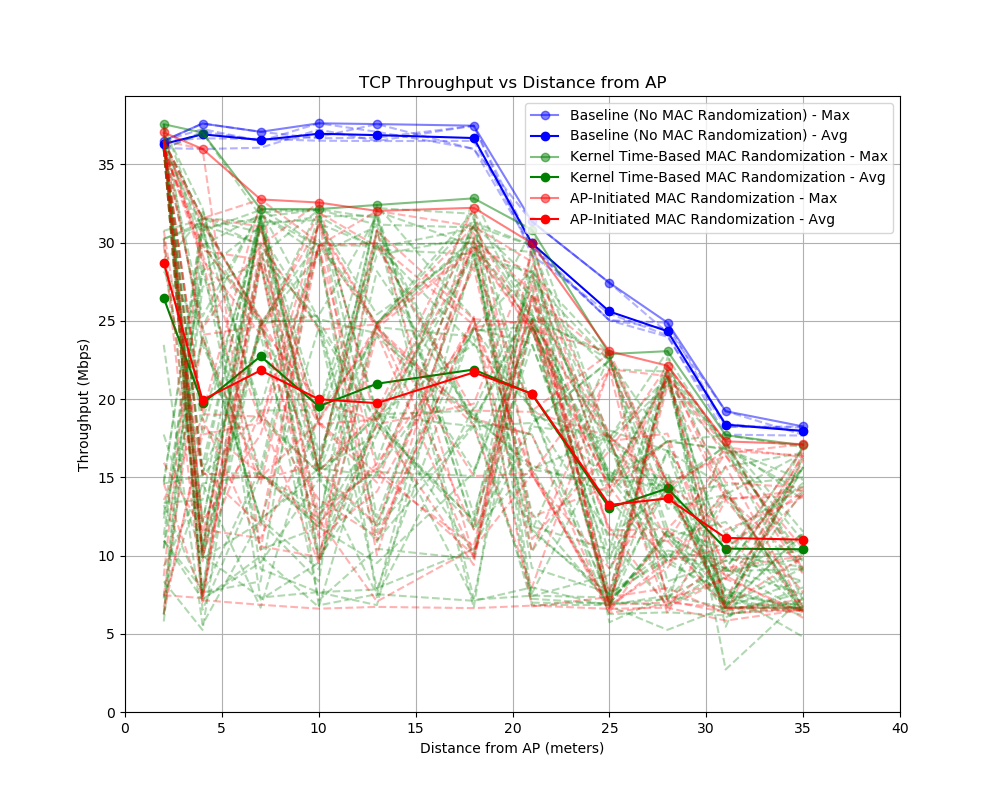 TCP Throughput vs Distance from AP
Throughput (Mbps)
35
30
25
20
15
10
5
0
Baseline (No MAC Randomization) - Max
Baseline (No MAC Randomization) - Avg
Kernel Time-Based MAC Randomization - Max
Kernel Time-Based MAC Randomization - Avg
AP-Initiated MAC Randomization - Max
AP-Initiated MAC Randomization - Avg
0 5 10 15 20 25 30 35 40
Distance from AP (meters)